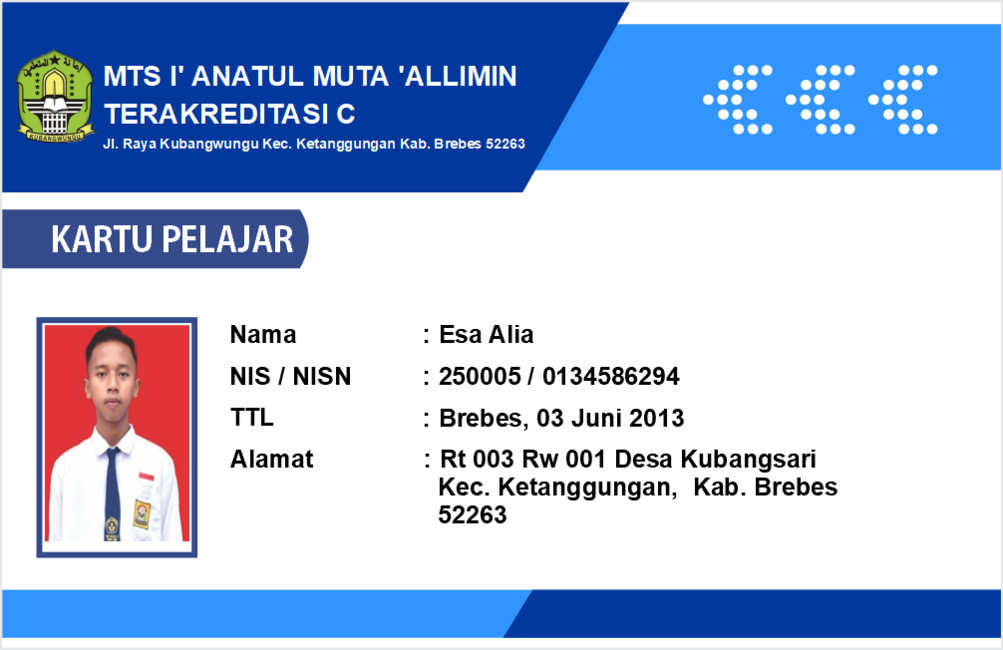 MTS I' ANATUL MUTA 'ALLIMIN
TERAKREDITASI C
Jl. Raya Kubangwungu Kec. Ketanggungan Kab. Brebes 52263
KUBANGWUNGU
KARTU PELAJAR
Nama : Esa Alia
NIS / NISN : 250005 / 0134586294
TTL : Brebes, 03 Juni 2013
Alamat : Rt 003 Rw 001 Desa Kubangsari
Kec. Ketanggungan, Kab. Brebes
52263